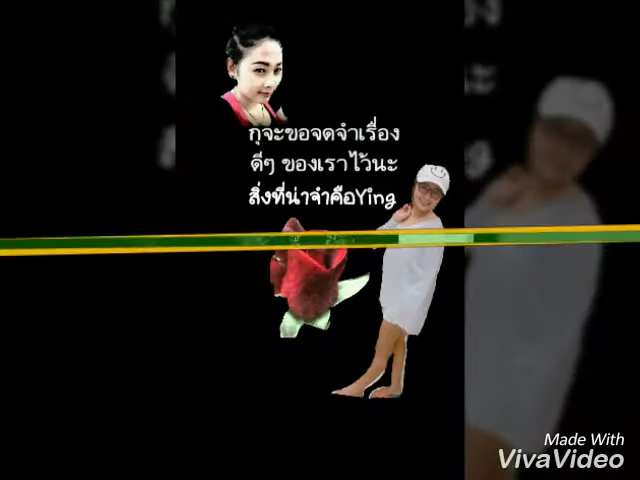 กุจะขอจดจำเรื่อง
ดีๆ ของเราไว้นะ
สิ่งที่น่าจำคือYing
Made With
VivaVideo